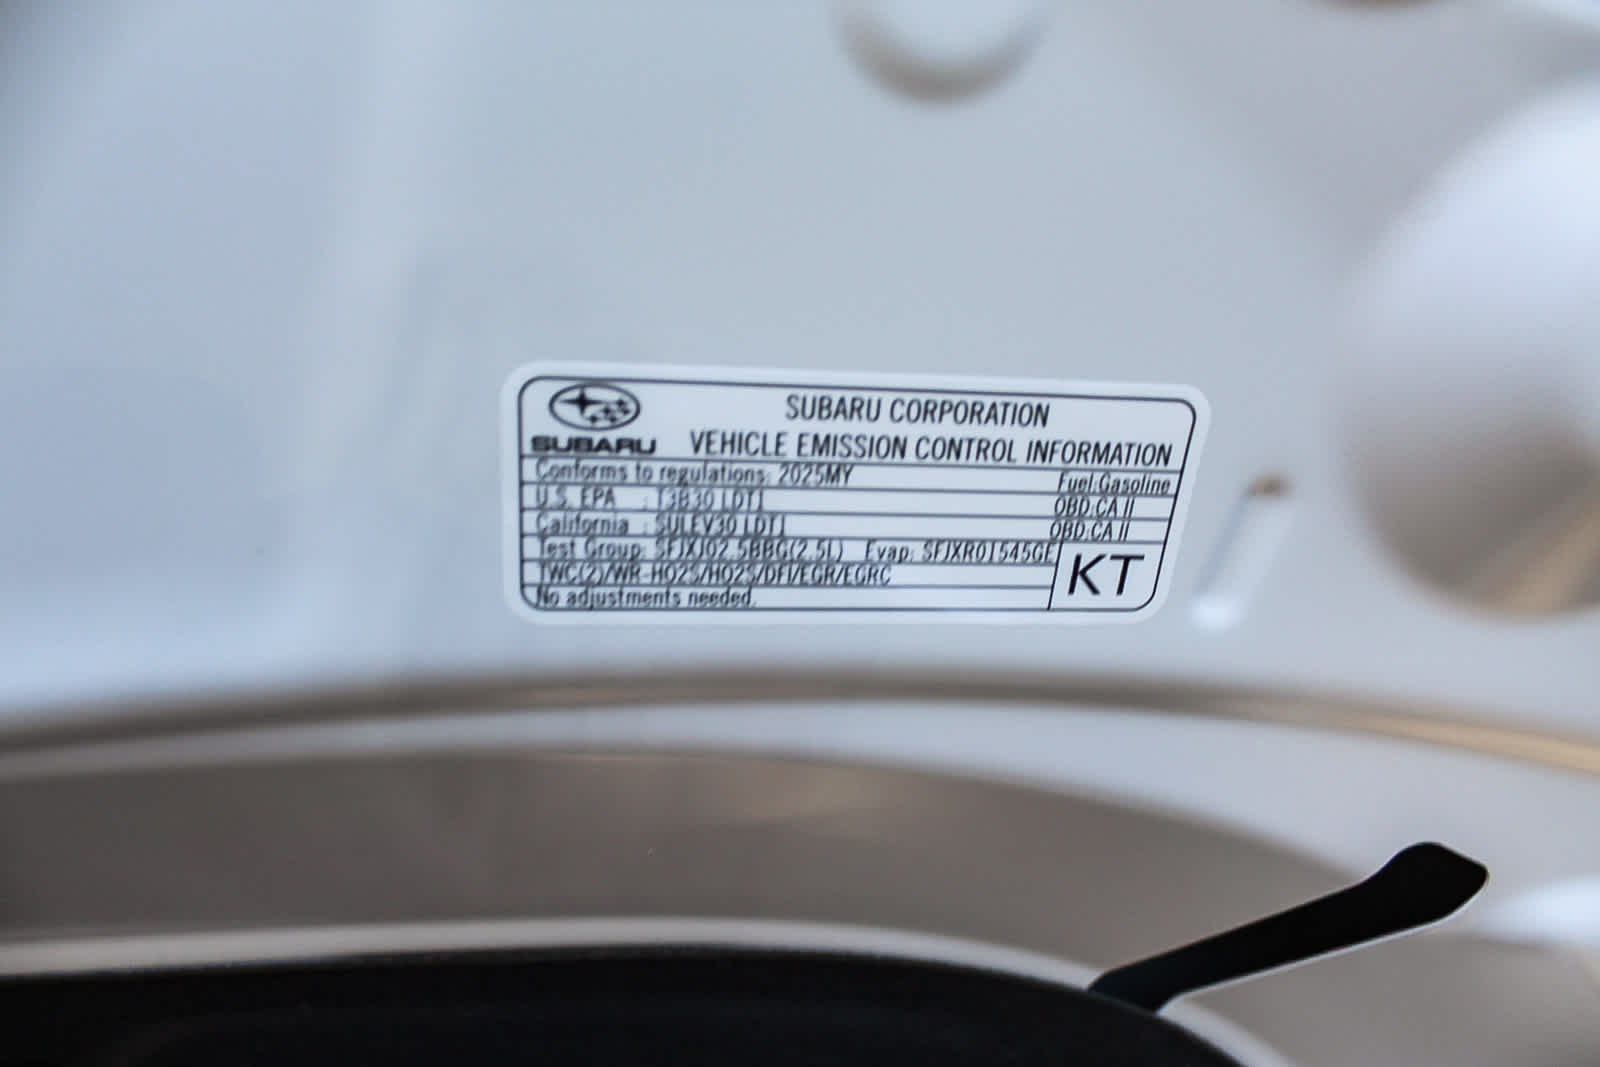 SUBARU CORPORATION
SUBARU VEHICLE EMISSION CONTROL INFORMATION
Conforms to regulations: 2025MY Fuel:Gasoline
U.S. EPA : T3B30 LDT1 OBD:CA II
California : SULEV30 LDT1 OBD:CA II
Test Group: SFJXJ02.5BBG(2.5L) Evap: SFJXR01545GE
TWC(2)/WR-HO2S/HO2S/DFI/EGR/EGRC
No adjustments needed.
KT